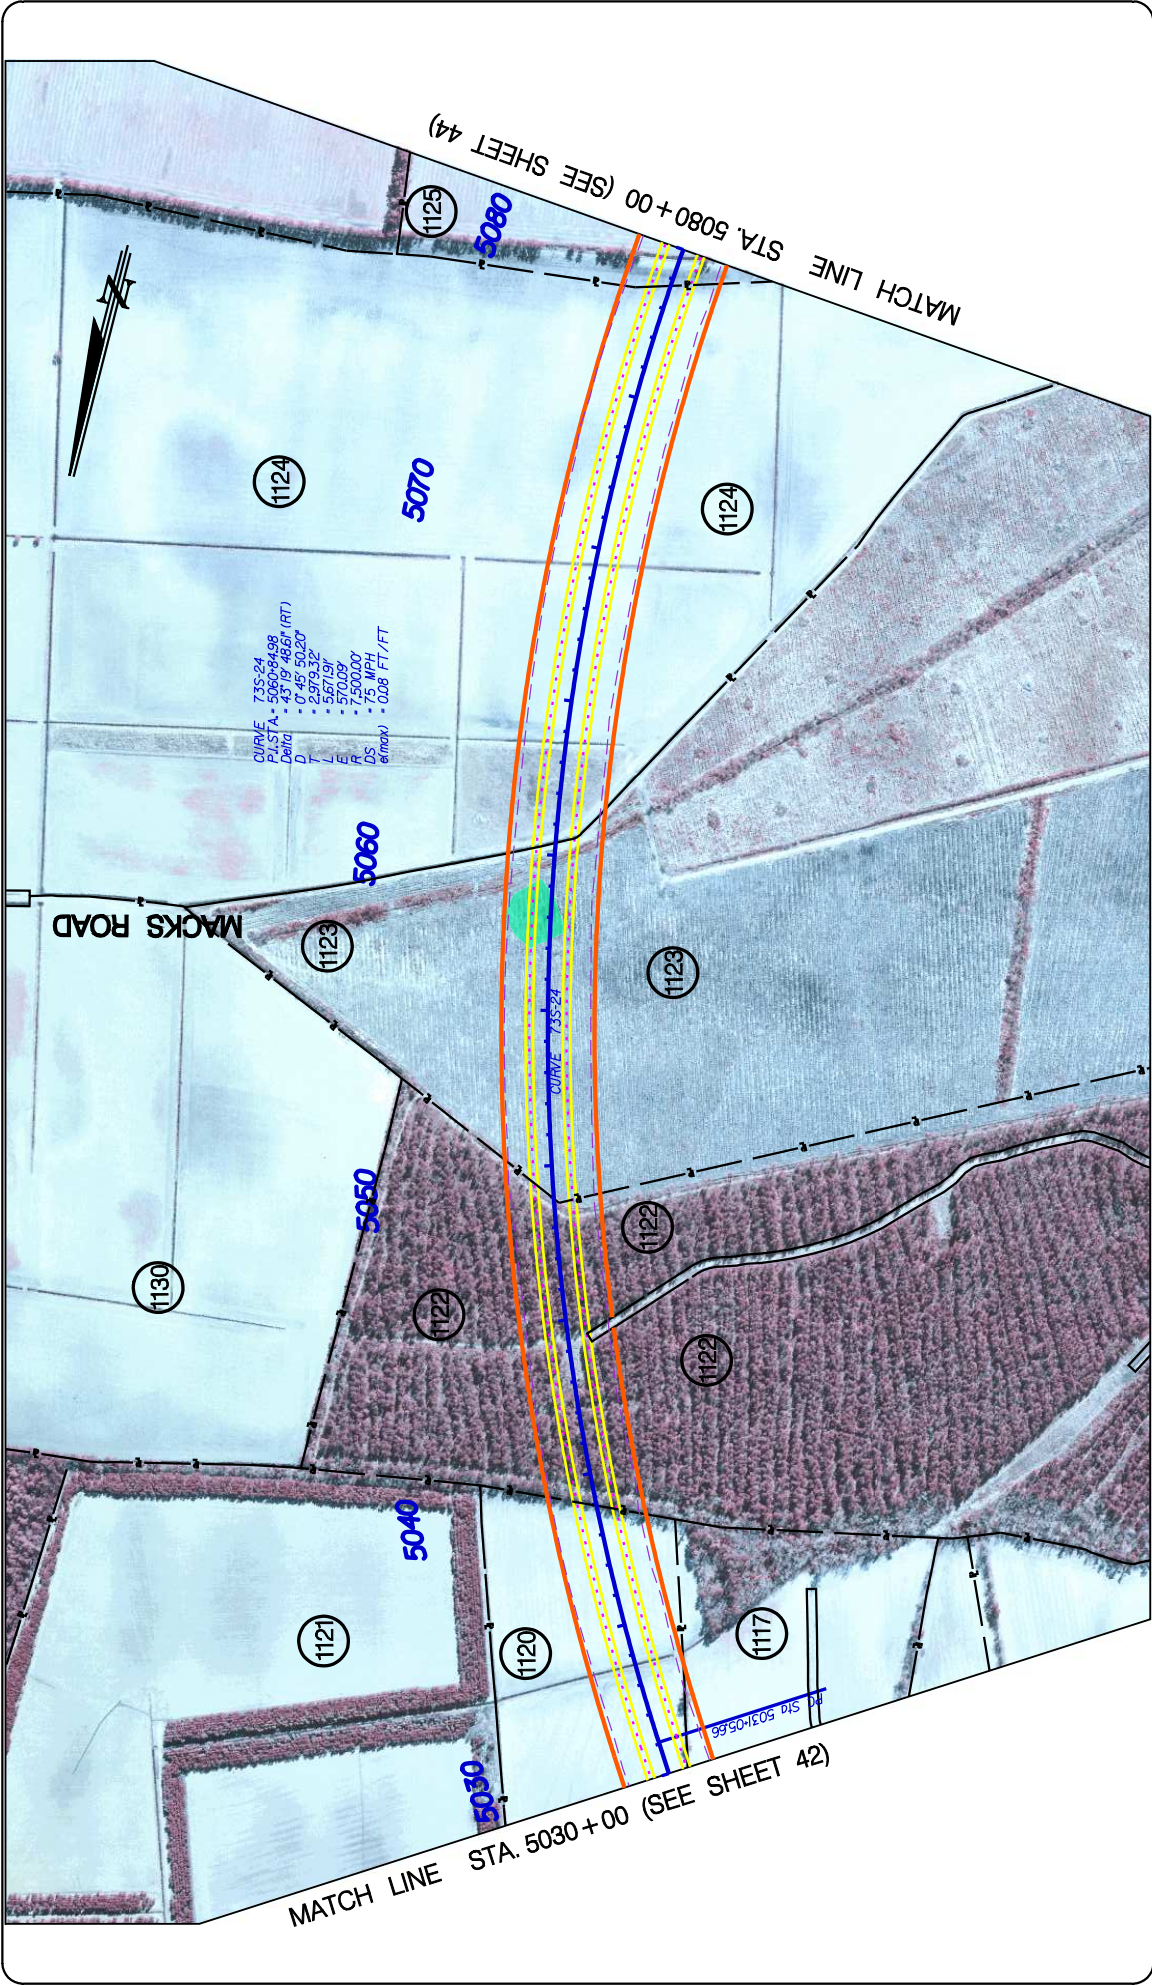 MATCH LINE STA. 5080+00 (SEE SHEET 44)
1125
5080
N
1124
5070
1124
CURVE 73S-24
P.I. STA. = 5060+84.98
Delta = 43° 19' 48.61" (RT)
D = 0° 45' 50.20"
T = 2,979.32'
L = 5,671.91'
E = 570.09'
R = 7,500.00'
DS = 75 MPH
e(max) = 0.08 FT/FT
5060
MACKS ROAD
1123
1123
CURVE 73S-24
5050
1122
1130
1122
1122
5040
1121
1120
1117
PC Sta 5031+05.66
5030
MATCH LINE STA. 5030+00 (SEE SHEET 42)